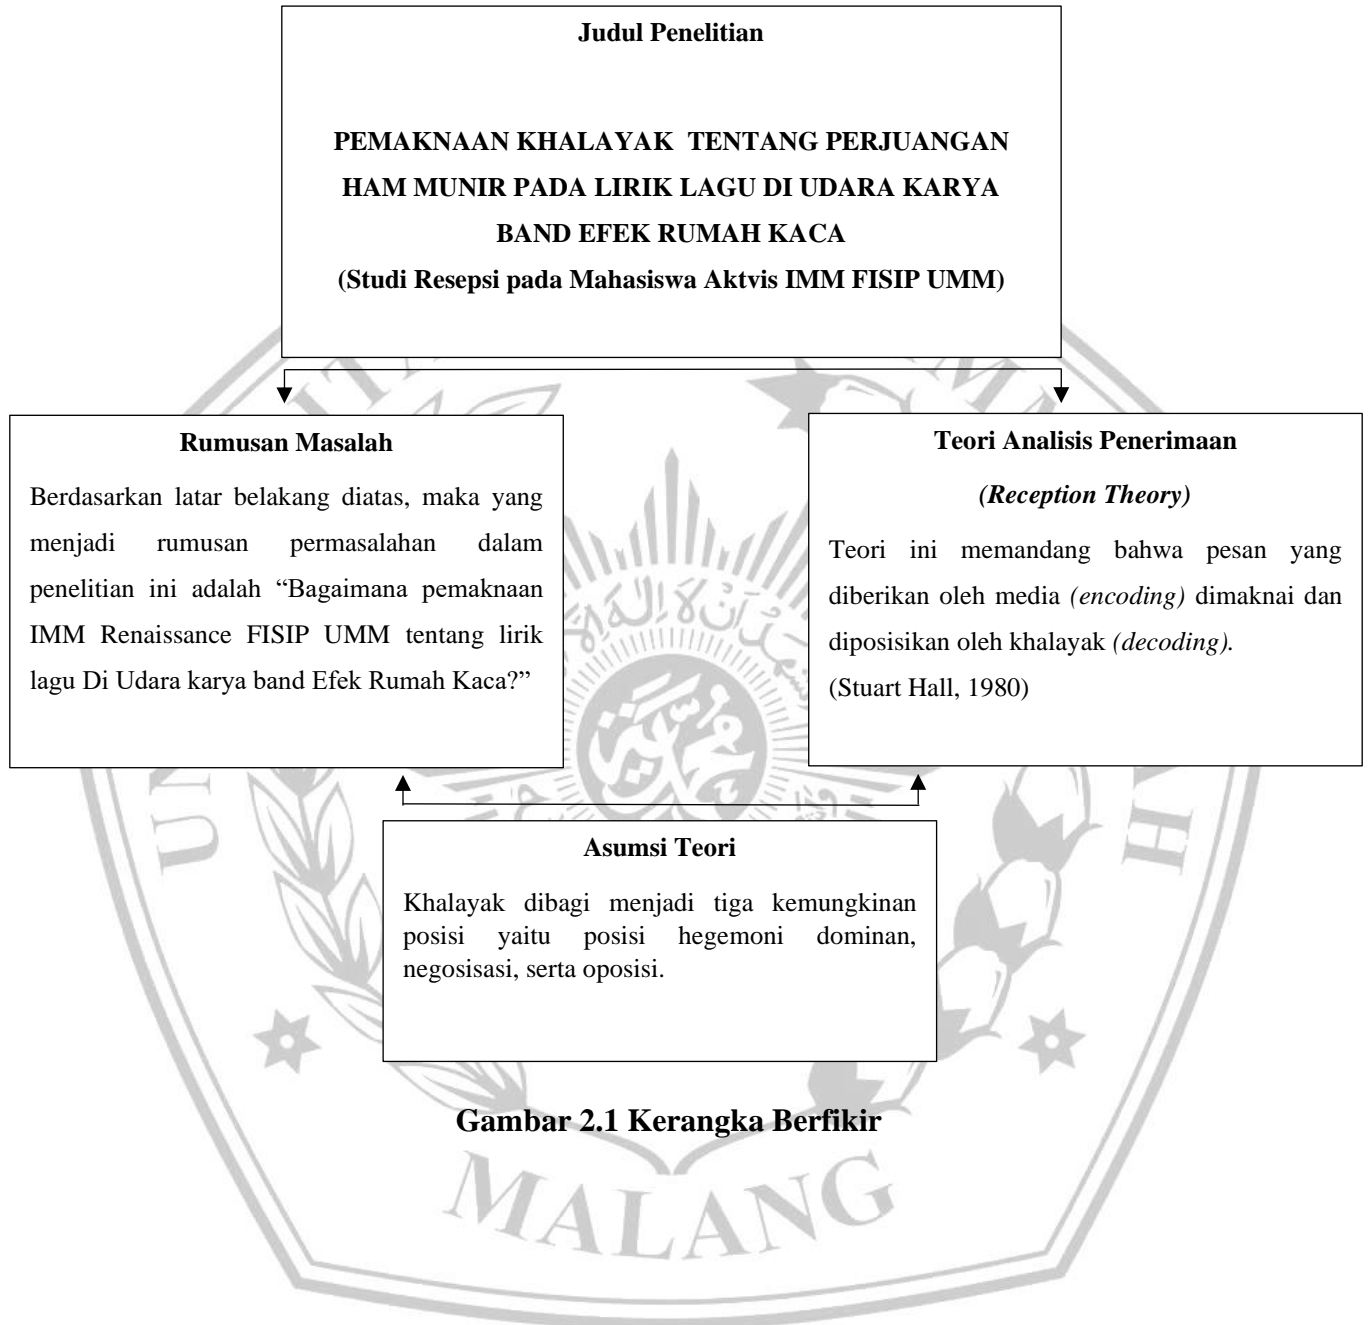 Judul Penelitian
PEMAKNAAN KHALAYAK TENTANG PERJUANGAN
HAM MUNIR PADA LIRIK LAGU DI UDARA KARYA
BAND EFEK RUMAH KACA
(Studi Resepsi pada Mahasiswa Aktvis IMM FISIP UMM)
Rumusan Masalah
Berdasarkan latar belakang diatas, maka yang
menjadi rumusan permasalahan dalam
penelitian ini adalah “Bagaimana pemaknaan
IMM Renaissance FISIP UMM tentang lirik
lagu Di Udara karya band Efek Rumah Kaca?”
Teori Analisis Penerimaan
(Reception Theory)
Teori ini memandang bahwa pesan yang
diberikan oleh media (encoding) dimaknai dan
diposisikan oleh khalayak (decoding).
(Stuart Hall, 1980)
Asumsi Teori
Khalayak dibagi menjadi tiga kemungkinan
posisi yaitu posisi hegemoni dominan,
negosisasi, serta oposisi.
Gambar 2.1 Kerangka Berfikir
MALANG